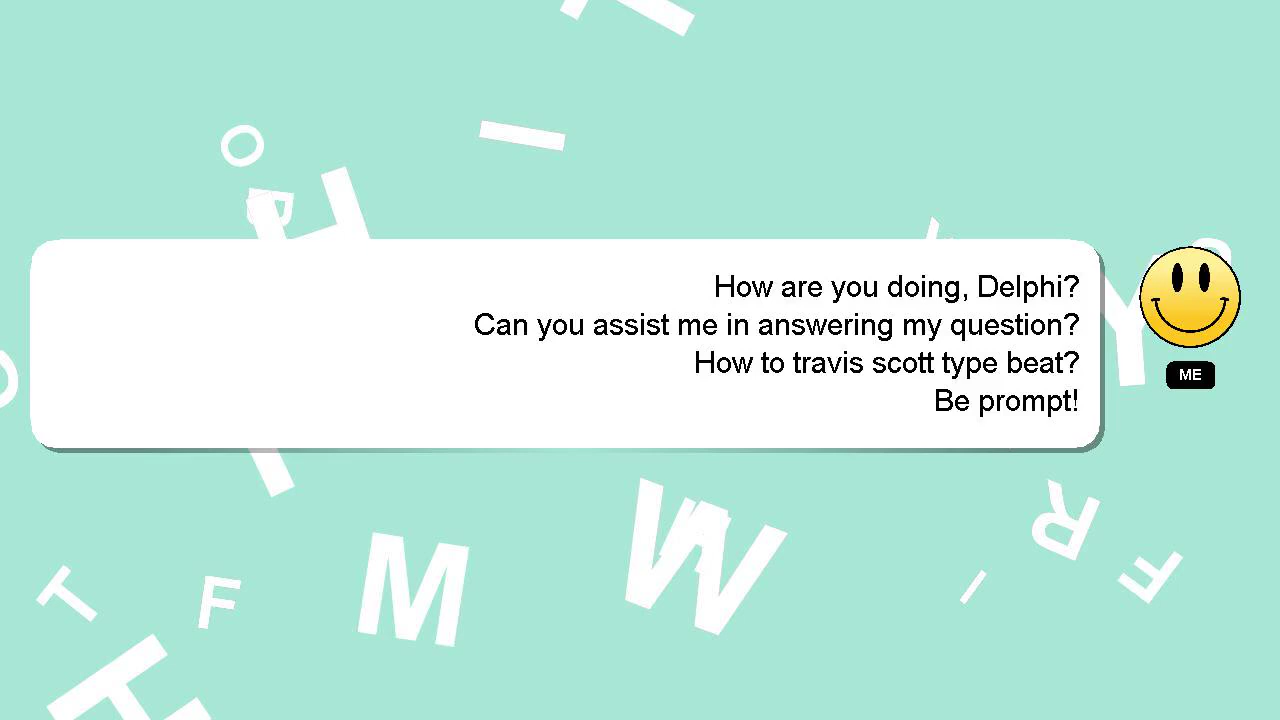 How are you doing, Delphi?
Can you assist me in answering my question?
How to travis scott type beat?
Be prompt!
ME
O
I
H
Y
T
F
M
W
R
F
I
H